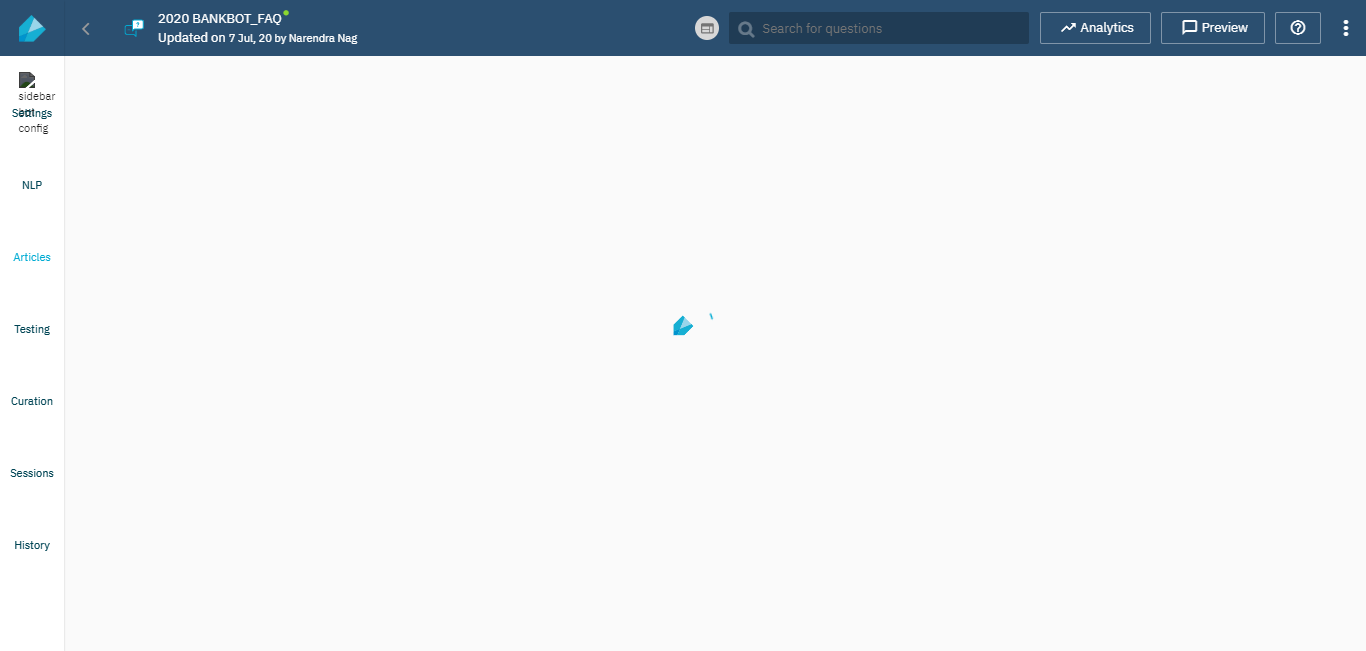 2020 BANKBOT_FAQ
Updated on 7 Jul, 20 by Narendra Nag
Search for questions
Analytics
Preview
sidebar
Settings
config
NLP
Articles
Testing
Curation
Sessions
History